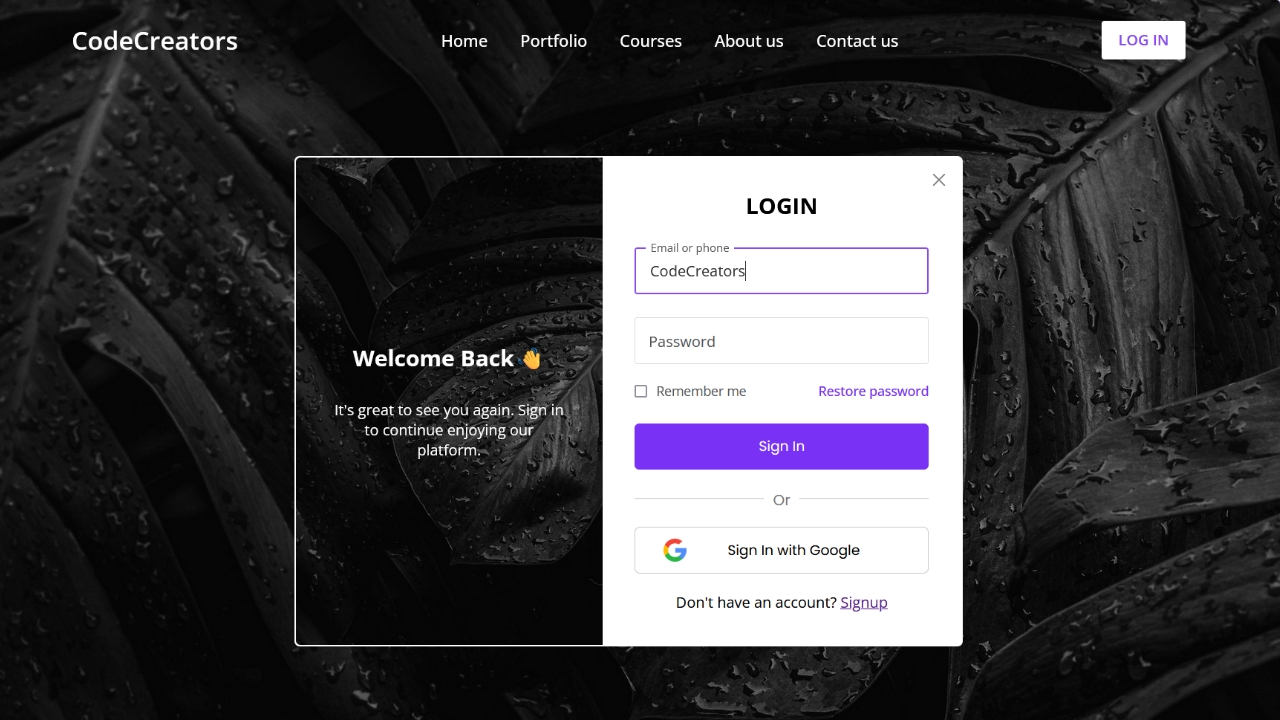 CodeCreators
Home Portfolio Courses About us Contact us
LOG IN
Welcome Back 👋
It's great to see you again. Sign in
to continue enjoying our
platform.
LOGIN
Email or phone
CodeCreators
Password
Remember me Restore password
Sign In
Or
Sign In with Google
Don't have an account? Signup